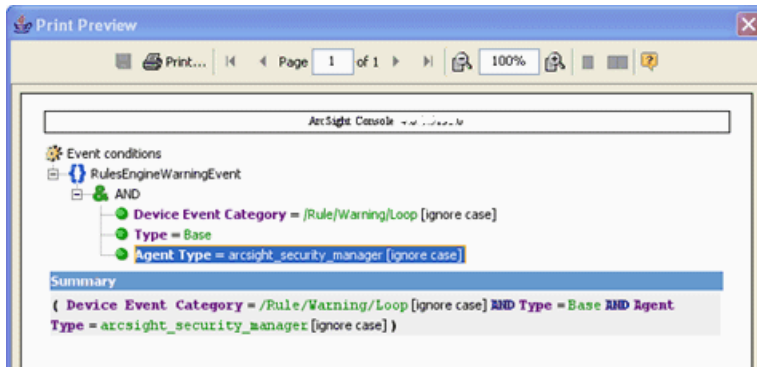 Print Preview
Print... Page 1 of 1 100%
ArcSight Console
Event conditions
RulesEngineWarningEvent
AND
Device Event Category = /Rule/Warning/Loop [ignore case]
Type = Base
Agent Type = arcsight_security_manager [ignore case]
Summary
( Device Event Category = /Rule/Warning/Loop [ignore case] AND Type = Base AND Agent
Type = arcsight_security_manager [ignore case] )